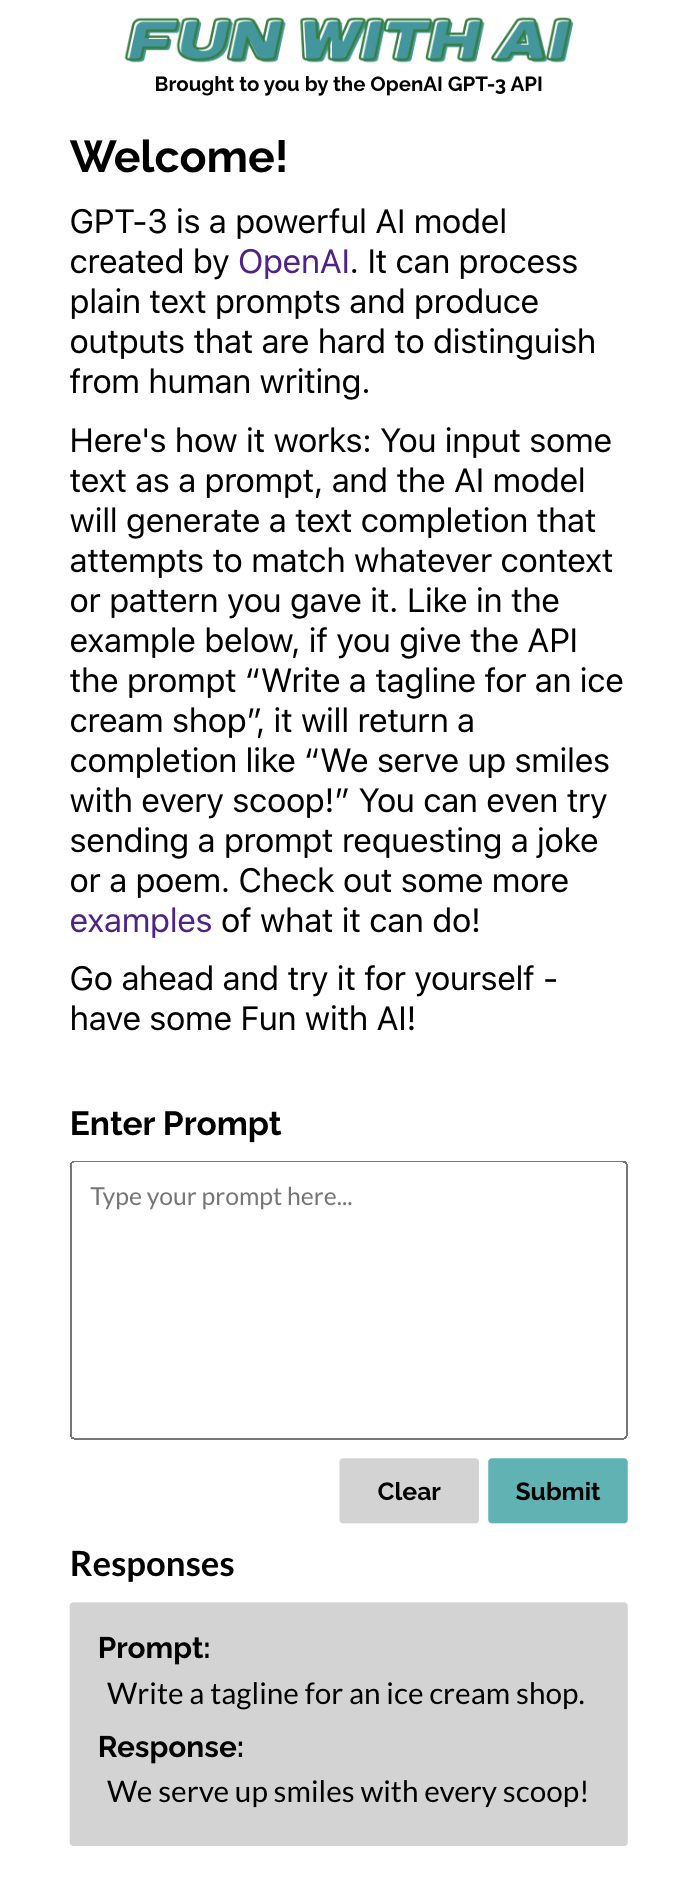 FUN WITH AI
Brought to you by the OpenAI GPT-3 API
Welcome!
GPT-3 is a powerful AI model
created by OpenAI. It can process
plain text prompts and produce
outputs that are hard to distinguish
from human writing.
Here's how it works: You input some
text as a prompt, and the AI model
will generate a text completion that
attempts to match whatever context
or pattern you gave it. Like in the
example below, if you give the API
the prompt “Write a tagline for an ice
cream shop”, it will return a
completion like “We serve up smiles
with every scoop!” You can even try
sending a prompt requesting a joke
or a poem. Check out some more
examples of what it can do!
Go ahead and try it for yourself -
have some Fun with AI!
Enter Prompt
Type your prompt here...
Clear Submit
Responses
Prompt:
Write a tagline for an ice cream shop.
Response:
We serve up smiles with every scoop!